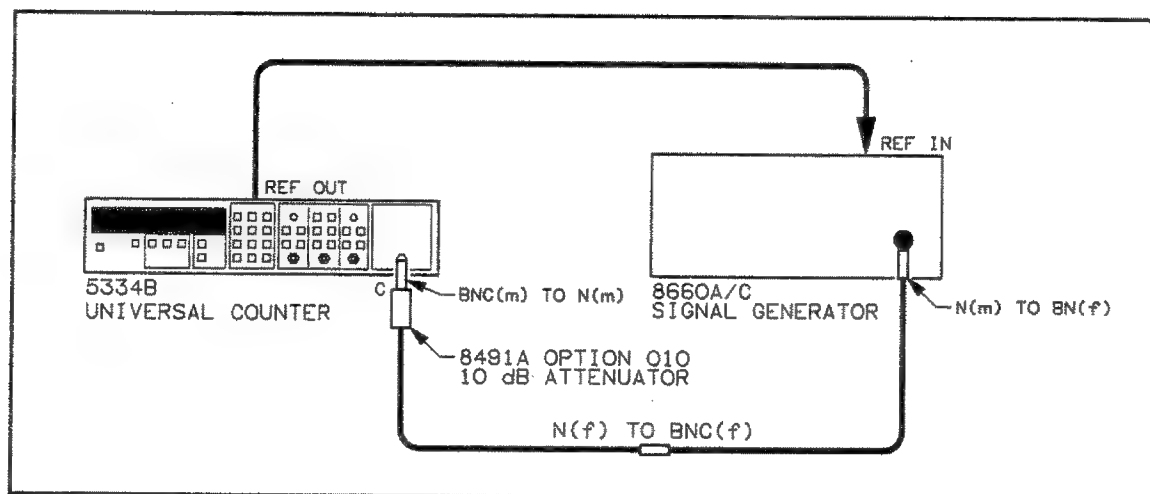 REF IN
REF OUT
5334B
UNIVERSAL COUNTER
C
BNC(m) TO N(m)
8660A/C
SIGNAL GENERATOR
N(m) TO BN(f)
8491A OPTION 010
10 dB ATTENUATOR
N(f) TO BNC(f)